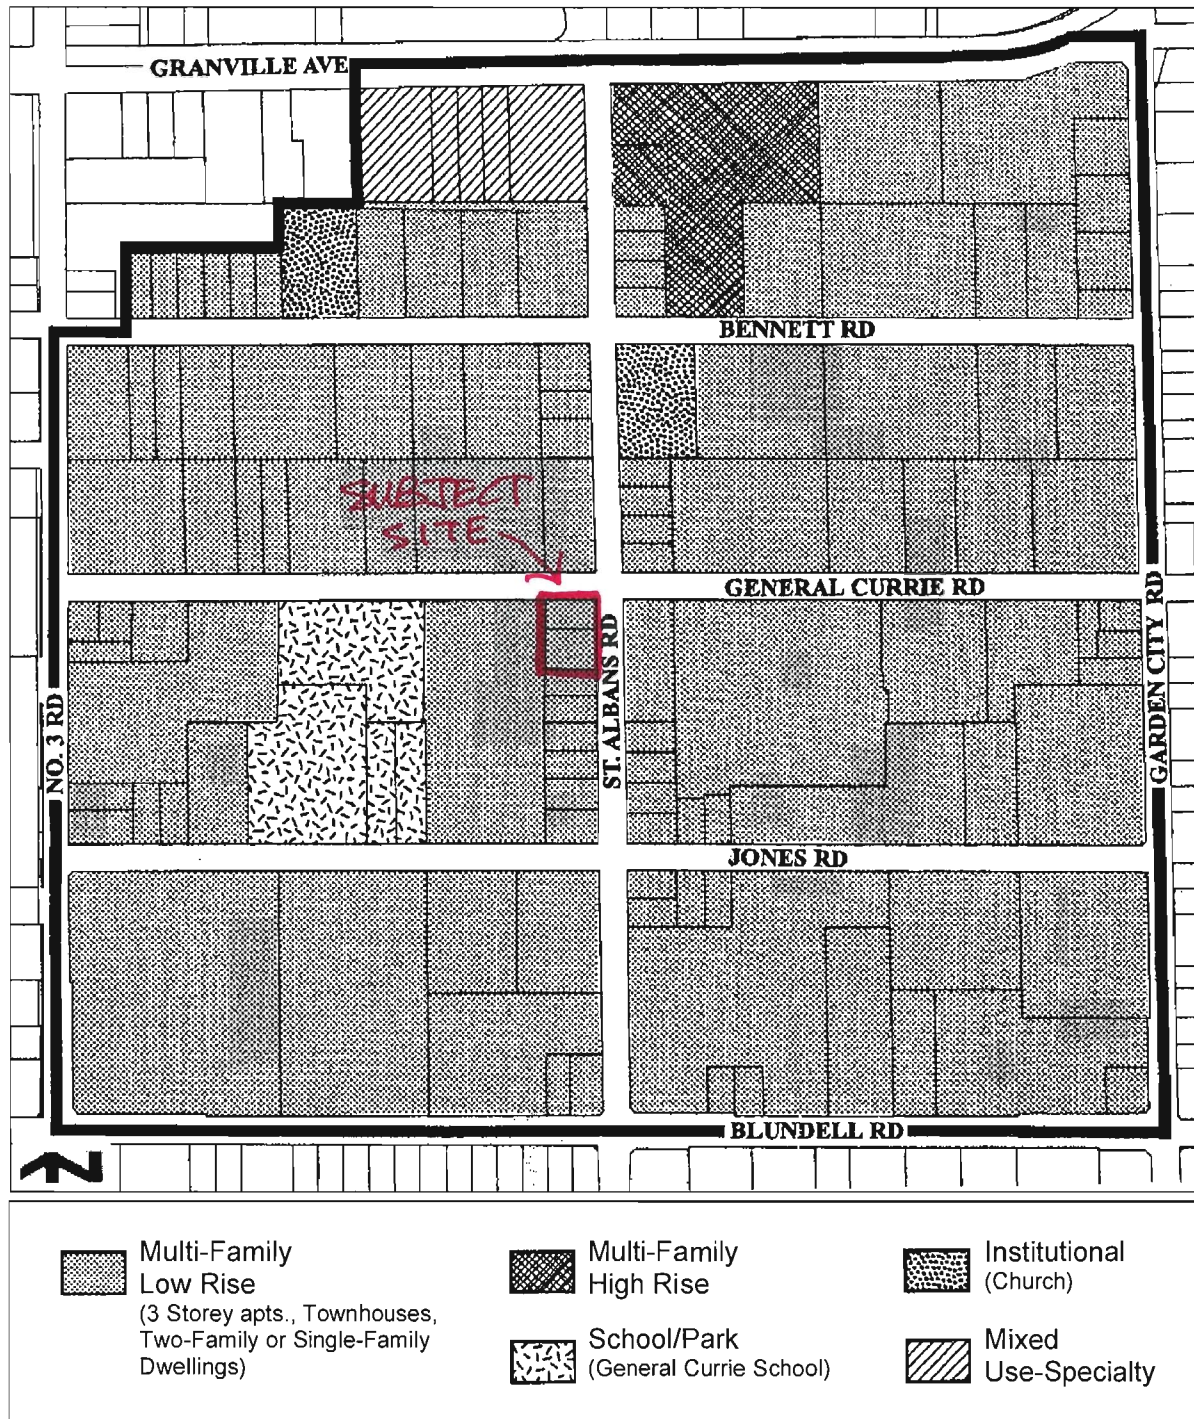 GRANVILLE AVE
BENNETT RD
SUBJECT
SITE
GENERAL CURRIE RD
ST. ALBANS RD
GARDEN CITY RD
NO. 3 RD
JONES RD
BLUNDELL RD
N
Multi-Family
Low Rise
(3 Storey apts., Townhouses,
Two-Family or Single-Family
Dwellings)
Multi-Family
High Rise
School/Park
(General Currie School)
Institutional
(Church)
Mixed
Use-Specialty